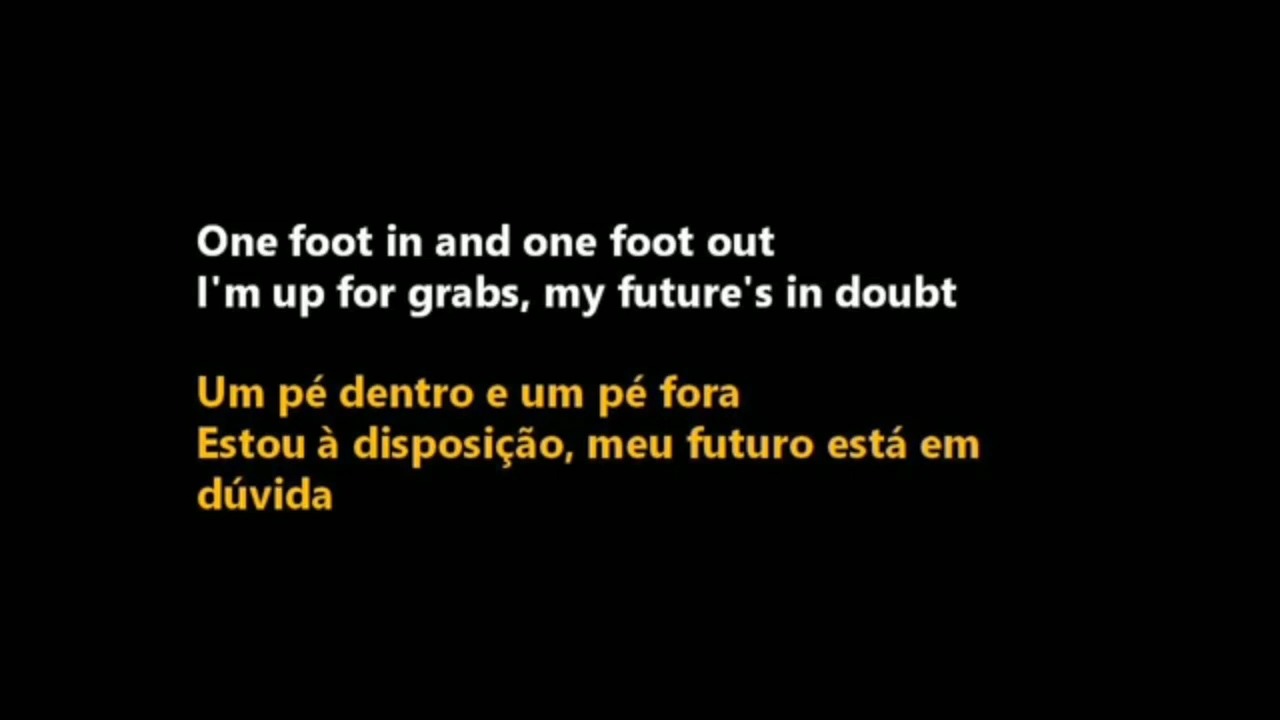 One foot in and one foot out
I'm up for grabs, my future's in doubt
Um pé dentro e um pé fora
Estou à disposição, meu futuro está em
dúvida